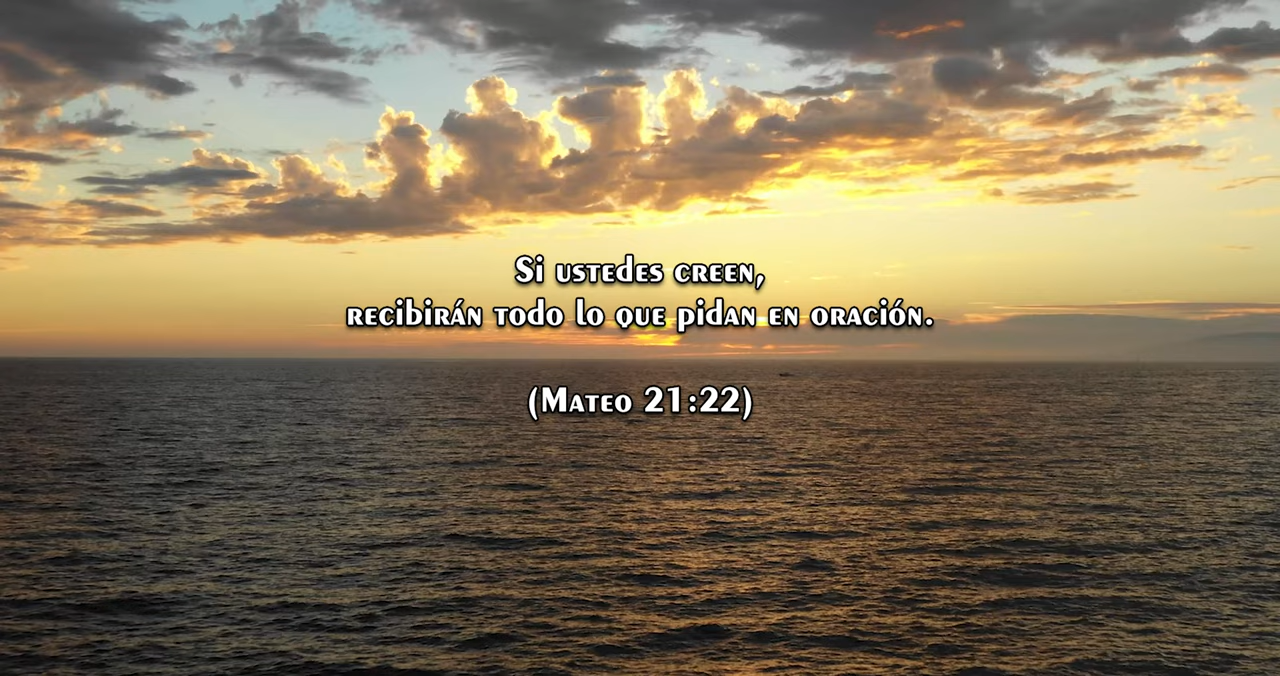 Si ustedes creen,
recibirán todo lo que pidan en oración.
(Mateo 21:22)